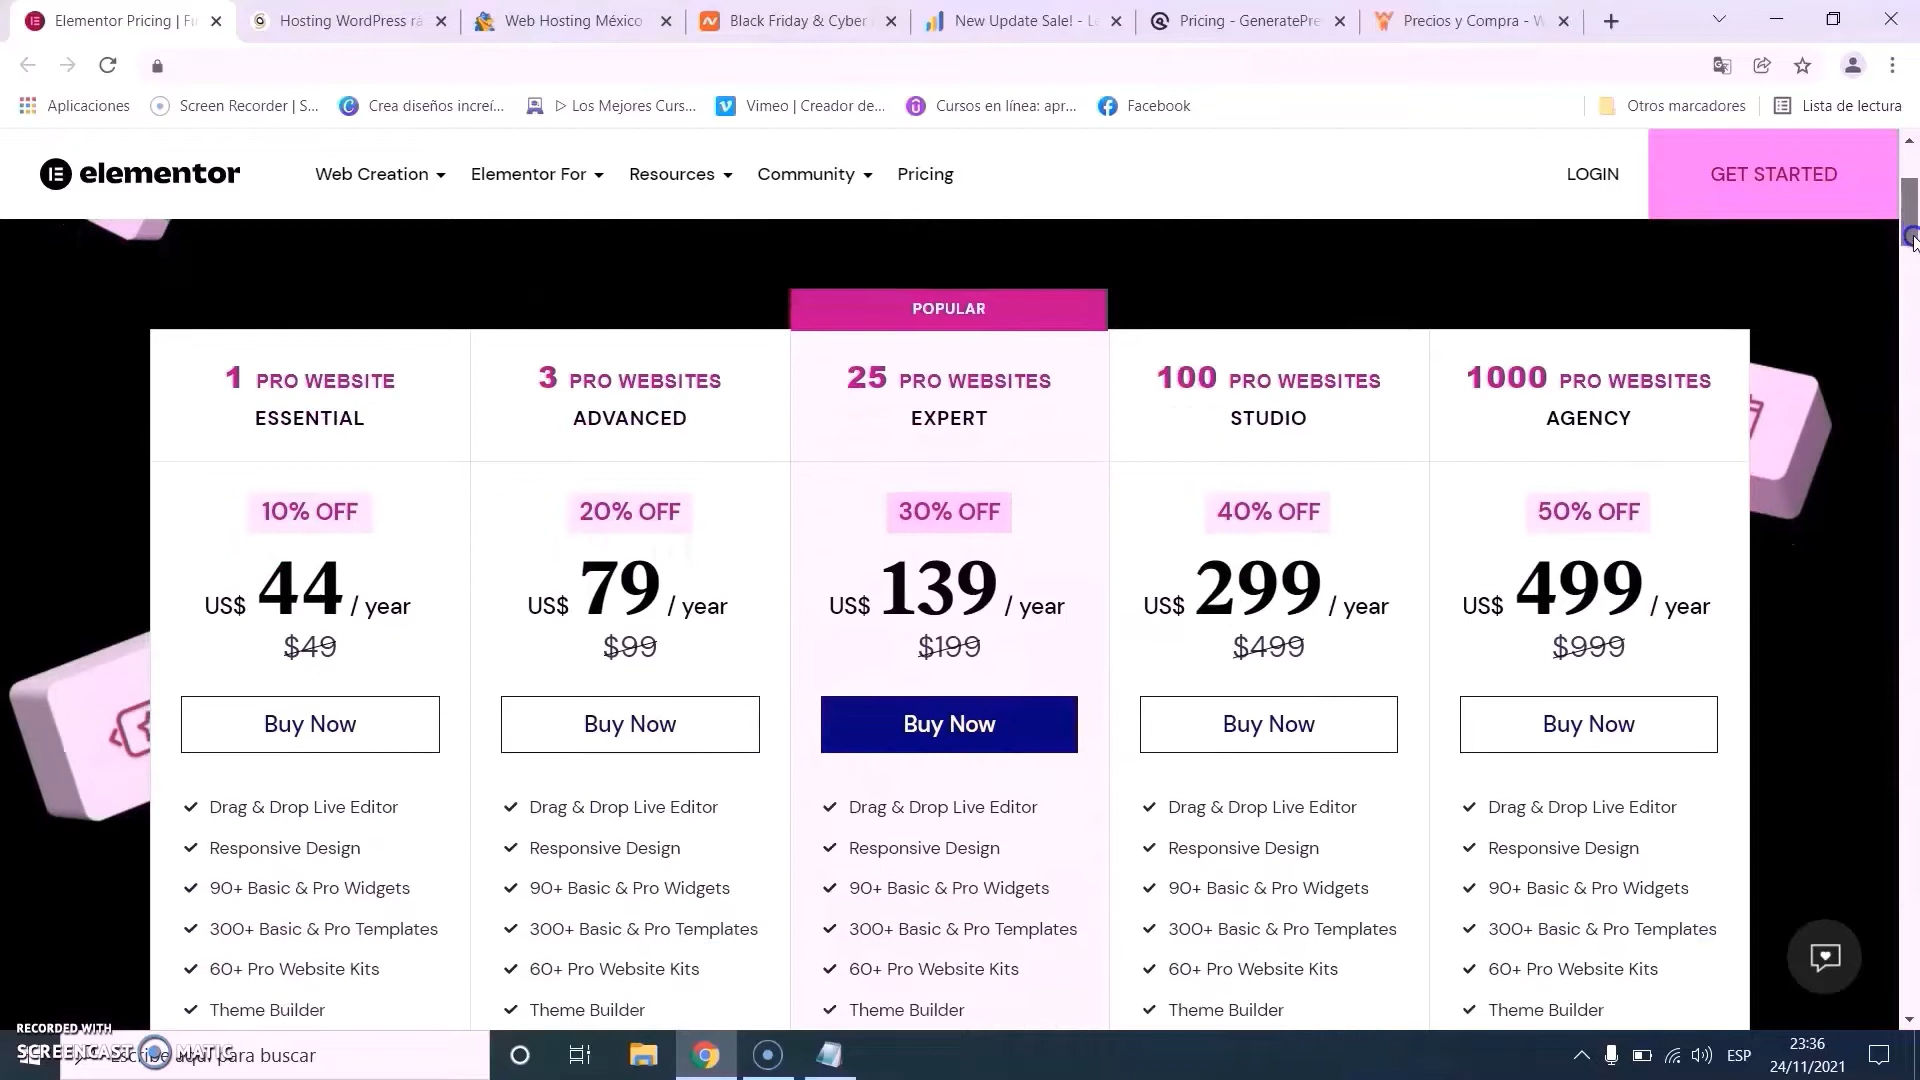 Elementor Pricing | Fu
Hosting WordPress rá
Web Hosting México
Black Friday & Cyber
New Update Sale! - Le
Pricing - GeneratePre
Precios y Compra - W
Aplicaciones
Screen Recorder | S...
Crea diseños increí...
▷ Los Mejores Curs...
Vimeo | Creador de...
Cursos en línea: apr...
Facebook
Otros marcadores
Lista de lectura
elementor
Web Creation
Elementor For
Resources
Community
Pricing
LOGIN
GET STARTED
POPULAR
1 PRO WEBSITE
ESSENTIAL
10% OFF
US$ 44 / year
$49
Buy Now
Drag & Drop Live Editor
Responsive Design
90+ Basic & Pro Widgets
300+ Basic & Pro Templates
60+ Pro Website Kits
Theme Builder
3 PRO WEBSITES
ADVANCED
20% OFF
US$ 79 / year
$99
Buy Now
Drag & Drop Live Editor
Responsive Design
90+ Basic & Pro Widgets
300+ Basic & Pro Templates
60+ Pro Website Kits
Theme Builder
25 PRO WEBSITES
EXPERT
30% OFF
US$ 139 / year
$199
Buy Now
Drag & Drop Live Editor
Responsive Design
90+ Basic & Pro Widgets
300+ Basic & Pro Templates
60+ Pro Website Kits
Theme Builder
100 PRO WEBSITES
STUDIO
40% OFF
US$ 299 / year
$499
Buy Now
Drag & Drop Live Editor
Responsive Design
90+ Basic & Pro Widgets
300+ Basic & Pro Templates
60+ Pro Website Kits
Theme Builder
1000 PRO WEBSITES
AGENCY
50% OFF
US$ 499 / year
$999
Buy Now
Drag & Drop Live Editor
Responsive Design
90+ Basic & Pro Widgets
300+ Basic & Pro Templates
60+ Pro Website Kits
Theme Builder
RECORDED WITH
SCREENCAST MATIC
Escribe aquí para buscar
ESP
23:36
24/11/2021